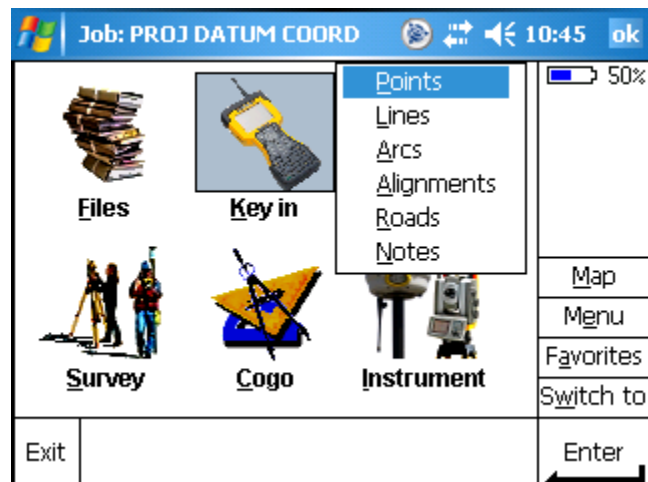 Job: PROJ DATUM COORD 10:45 ok
50%
Points
Lines
Arcs
Alignments
Roads
Notes
Files
Key in
Survey
Cogo
Instrument
Map
Menu
Favorites
Switch to
Exit
Enter